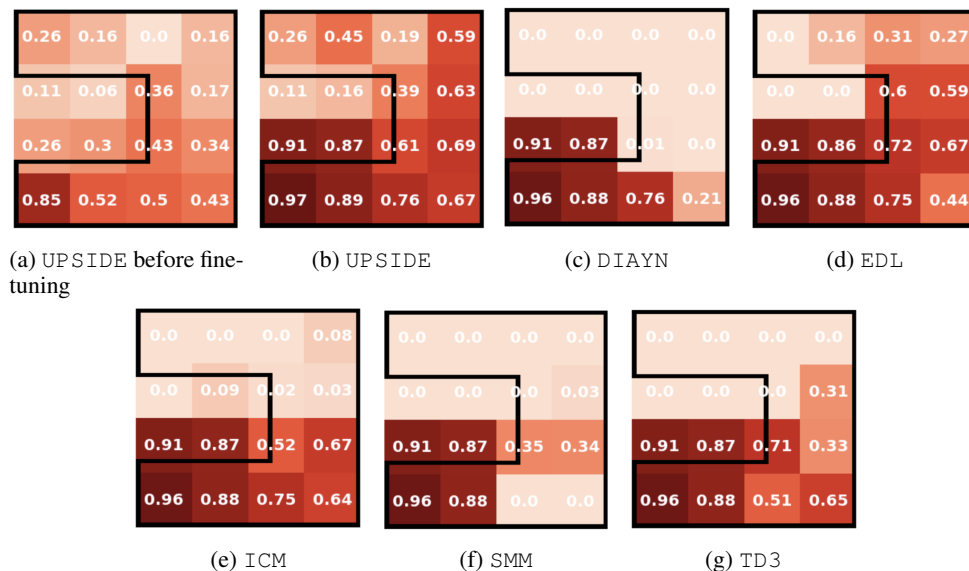 0.26 0.16 0.0 0.16
0.11 0.06 0.36 0.17
0.26 0.3 0.43 0.34
0.85 0.52 0.5 0.43
(a) UPSIDE before fine-
tuning
0.26 0.45 0.19 0.59
0.11 0.16 0.39 0.63
0.91 0.87 0.61 0.69
0.97 0.89 0.76 0.67
(b) UPSIDE
0.0 0.0 0.0 0.0
0.0 0.0 0.0 0.0
0.91 0.87 0.01 0.0
0.96 0.88 0.76 0.21
(c) DIAYN
0.0 0.16 0.31 0.27
0.0 0.0 0.6 0.59
0.91 0.86 0.72 0.67
0.96 0.88 0.75 0.44
(d) EDL
0.0 0.0 0.0 0.08
0.0 0.09 0.02 0.03
0.91 0.87 0.52 0.67
0.96 0.88 0.75 0.64
(e) ICM
0.0 0.0 0.0 0.0
0.0 0.0 0.0 0.03
0.91 0.87 0.35 0.34
0.96 0.88 0.0 0.0
(f) SMM
0.0 0.0 0.0 0.0
0.0 0.0 0.0 0.31
0.91 0.87 0.71 0.33
0.96 0.88 0.51 0.65
(g) TD3